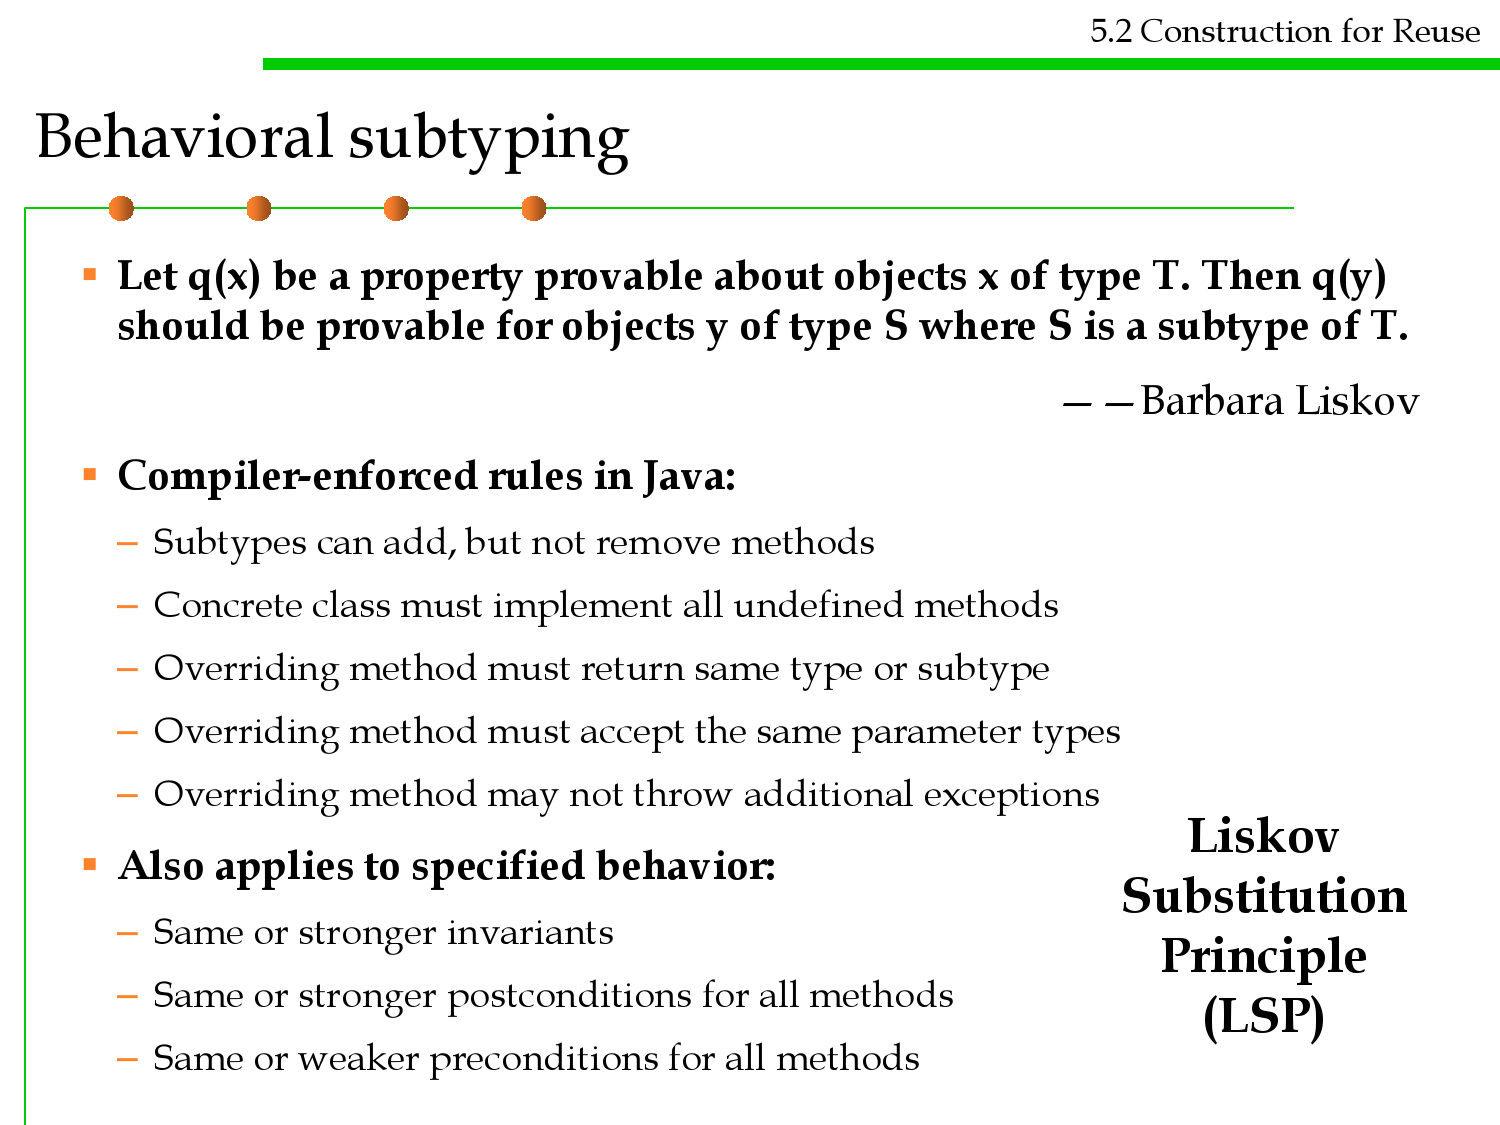 5.2 Construction for Reuse
Behavioral subtyping
▪ Let q(x) be a property provable about objects x of type T. Then q(y)
should be provable for objects y of type S where S is a subtype of T.
——Barbara Liskov
▪ Compiler-enforced rules in Java:
– Subtypes can add, but not remove methods
– Concrete class must implement all undefined methods
– Overriding method must return same type or subtype
– Overriding method must accept the same parameter types
– Overriding method may not throw additional exceptions
▪ Also applies to specified behavior:
– Same or stronger invariants
– Same or stronger postconditions for all methods
– Same or weaker preconditions for all methods
Liskov
Substitution
Principle
(LSP)